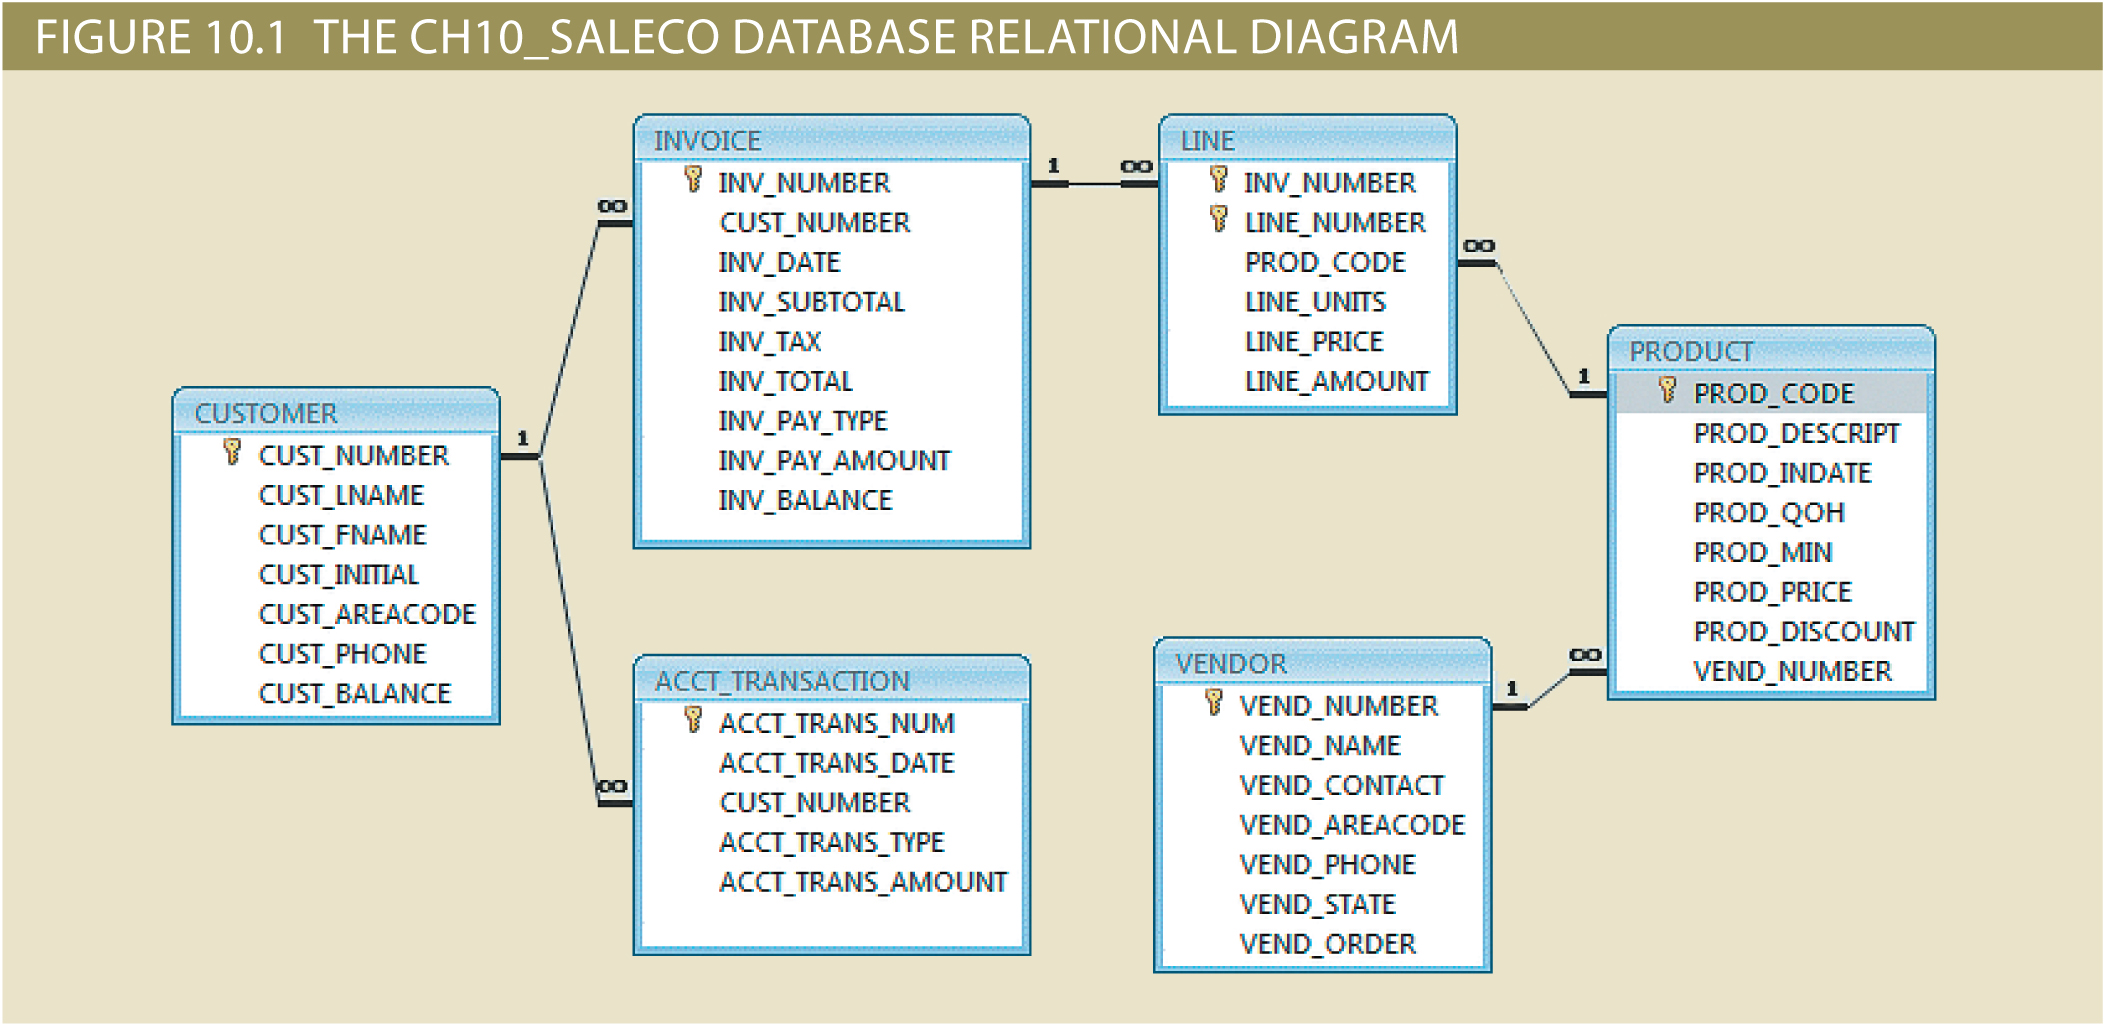 FIGURE 10.1 THE CH10_SALECO DATABASE RELATIONAL DIAGRAM
CUSTOMER
CUST_NUMBER
CUST_LNAME
CUST_FNAME
CUST_INITIAL
CUST_AREACODE
CUST_PHONE
CUST_BALANCE
1
∞
∞
INVOICE
INV_NUMBER
CUST_NUMBER
INV_DATE
INV_SUBTOTAL
INV_TAX
INV_TOTAL
INV_PAY_TYPE
INV_PAY_AMOUNT
INV_BALANCE
1
∞
ACCT_TRANSACTION
ACCT_TRANS_NUM
ACCT_TRANS_DATE
CUST_NUMBER
ACCT_TRANS_TYPE
ACCT_TRANS_AMOUNT
LINE
INV_NUMBER
LINE_NUMBER
PROD_CODE
LINE_UNITS
LINE_PRICE
LINE_AMOUNT
∞
1
PRODUCT
PROD_CODE
PROD_DESCRIPT
PROD_INDATE
PROD_QOH
PROD_MIN
PROD_PRICE
PROD_DISCOUNT
VEND_NUMBER
∞
1
VENDOR
VEND_NUMBER
VEND_NAME
VEND_CONTACT
VEND_AREACODE
VEND_PHONE
VEND_STATE
VEND_ORDER